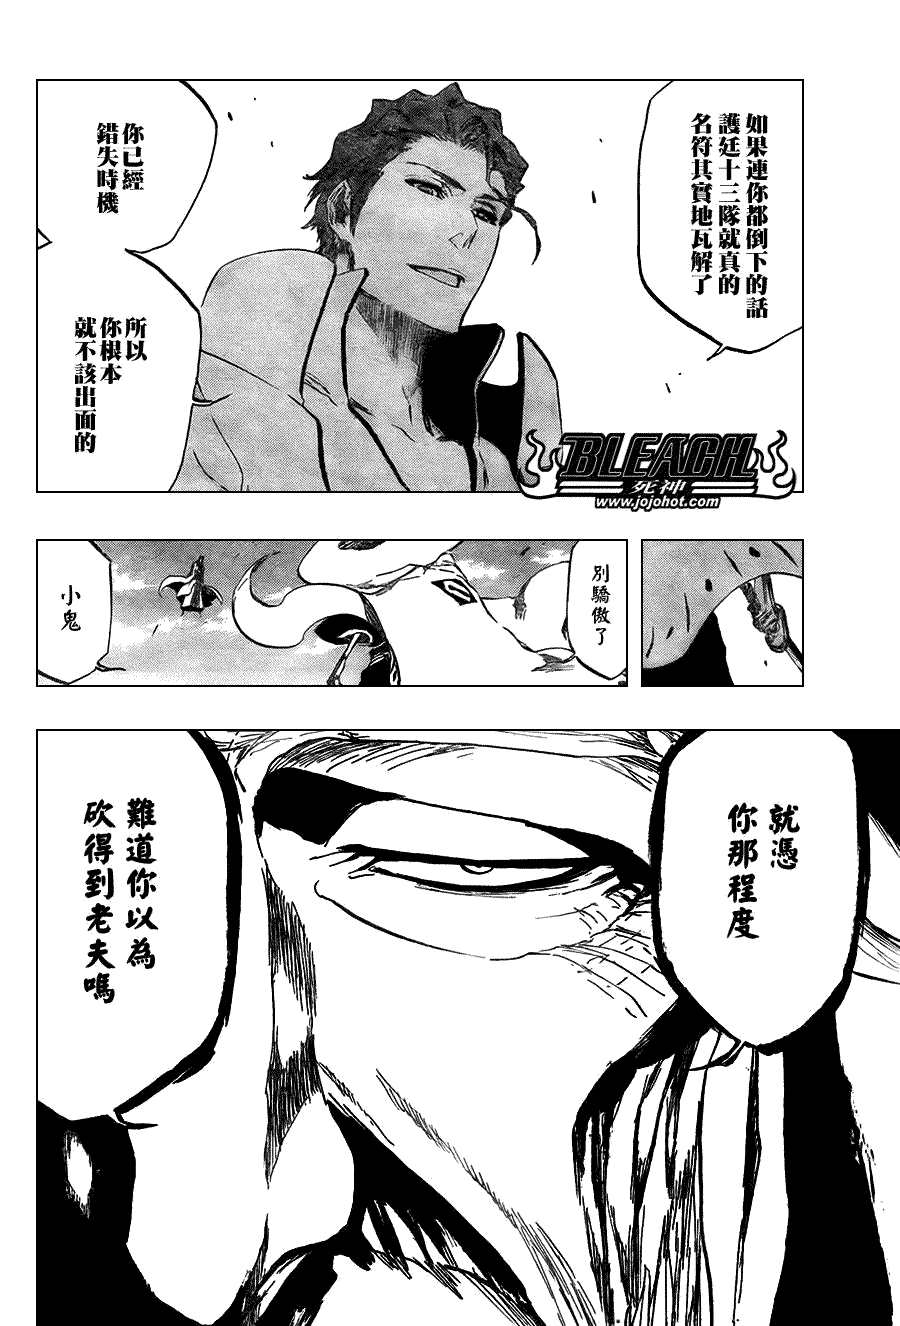 如果連你都倒下的話
護廷十三隊就真的
名符其實地瓦解了
你已經
錯失時機
所以
你根本
就不該出面的
BLEACH
死神
www.jojohot.com
別驕傲了
小鬼
就憑
你那程度
難道你以為
砍得到老夫嗎